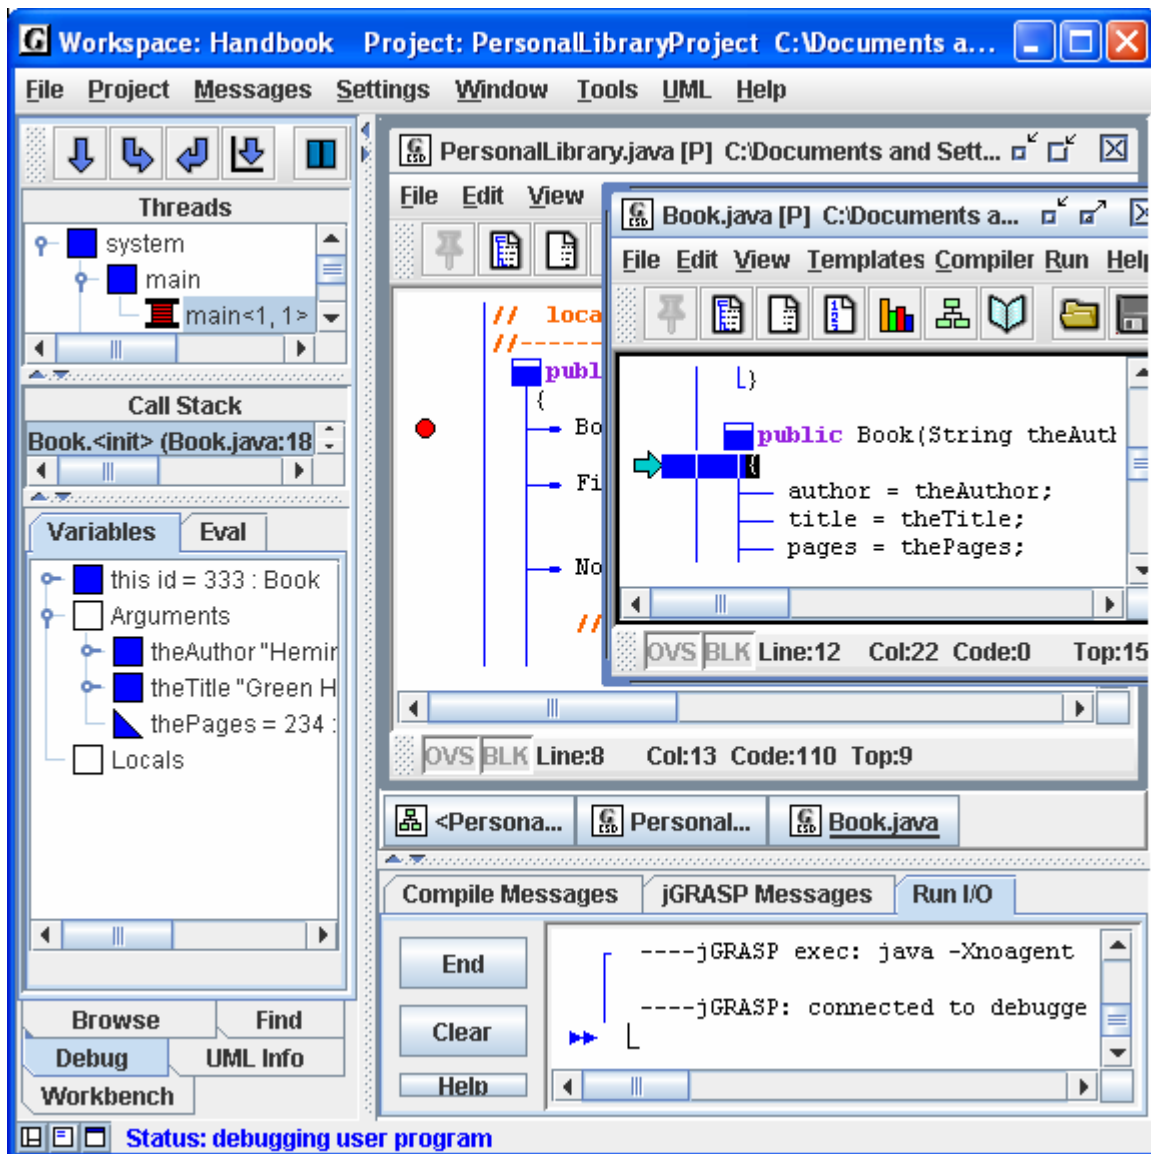 Workspace: Handbook Project: PersonalLibraryProject C:\Documents a...
File Project Messages Settings Window Tools UML Help
Threads
system
main
main<1, 1>
Call Stack
Book.<init> (Book.java:18
Variables Eval
this id = 333 : Book
Arguments
theAuthor "Hemin
theTitle "Green H
thePages = 234 :
Locals
Browse Find
Debug UML Info
Workbench
PersonalLibrary.java [P] C:\Documents and Sett...
File Edit View
// loca
//------
publ
{
Bo
Fi
No
//
OVS BLK Line:8 Col:13 Code:110 Top:9
Book.java [P] C:\Documents a...
File Edit View Templates Compiler Run Help
}
public Book(String theAuth
{
author = theAuthor;
title = theTitle;
pages = thePages;
OVS BLK Line:12 Col:22 Code:0 Top:15
<Persona... Personal... Book.java
Compile Messages jGRASP Messages Run I/O
End
Clear
Help
----jGRASP exec: java -Xnoagent
----jGRASP: connected to debugge
Status: debugging user program